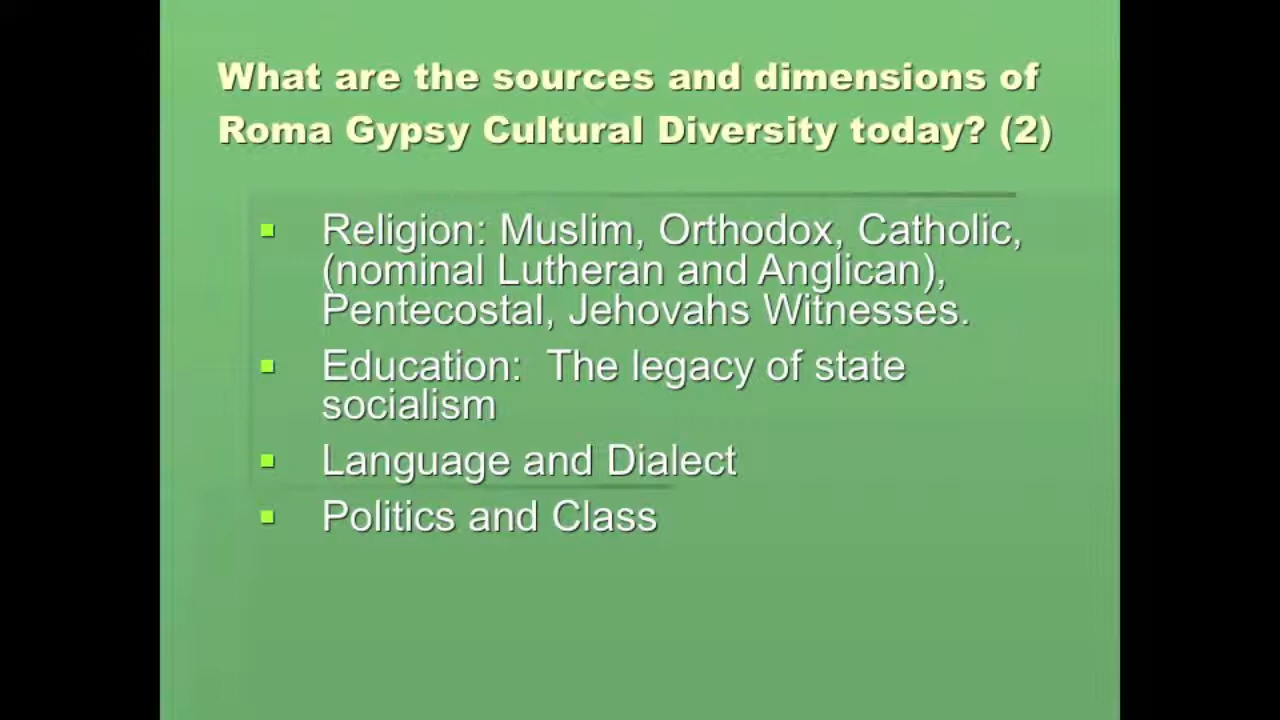 What are the sources and dimensions of
Roma Gypsy Cultural Diversity today? (2)
Religion: Muslim, Orthodox, Catholic,
(nominal Lutheran and Anglican),
Pentecostal, Jehovahs Witnesses.
Education:  The legacy of state
socialism
Language and Dialect
Politics and Class